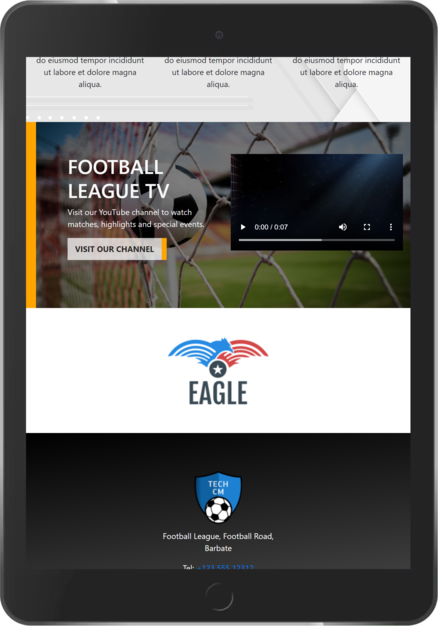 do eiusmod tempor incididunt
ut labore et dolore magna
aliqua.
do eiusmod tempor incididunt
ut labore et dolore magna
aliqua.
do eiusmod tempor incididunt
ut labore et dolore magna
aliqua.
FOOTBALL
LEAGUE TV
Visit our YouTube channel to watch
matches, highlights and special events.
VISIT OUR CHANNEL
0:00 / 0:07
EAGLE
TECH
CM
Football League, Football Road,
Barbate
Tel: +123 555 12312